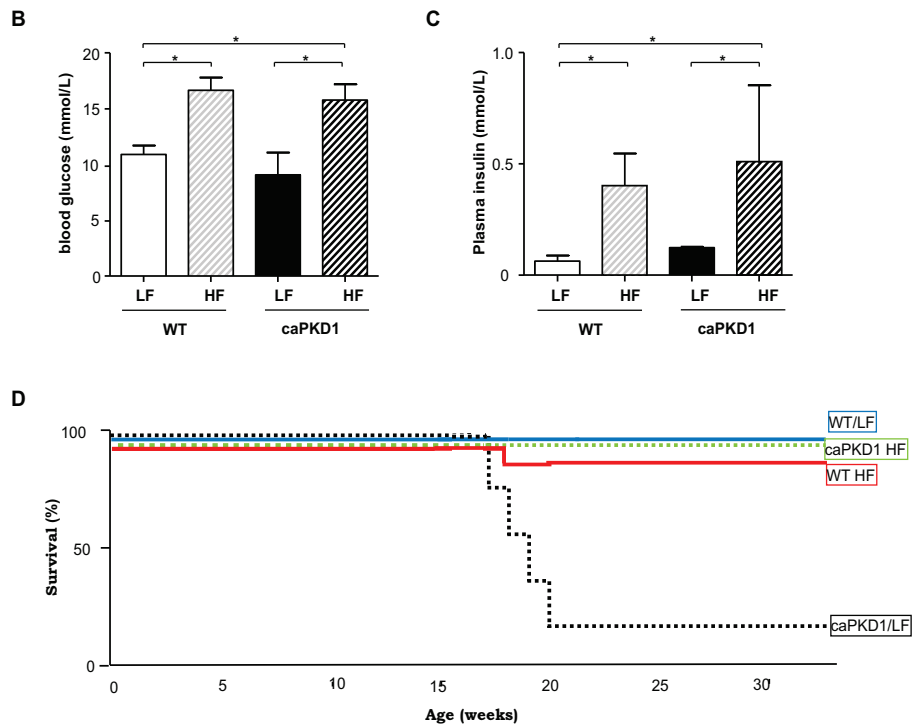 B
*
*
*
blood glucose (mmol/L)
20
15
10
5
0
LF
HF
LF
HF
WT
caPKD1
C
*
*
*
Plasma insulin (mmol/L)
1.0
0.5
0
LF
HF
LF
HF
WT
caPKD1
D
Survival (%)
100
50
0
WT/LF
caPKD1 HF
WT HF
caPKD1/LF
0
5
10
15
20
25
30
Age (weeks)